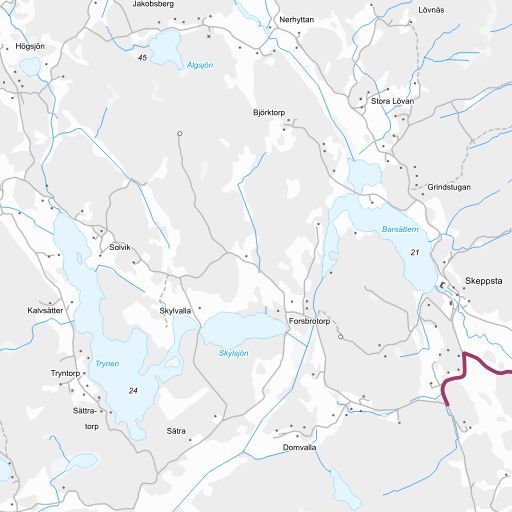 Jakobsberg
Lövnäs
Nerhyttan
Högsjön
45
Älgsjön
Stora Lövan
Björktorp
Grindstugan
Barsättern
Solvik
21
Skeppsta
Kalvsätter
Skylvalla
Forsbrotorp
Skylsjön
Trynen
Tryntorp
24
Sättra-
torp
Sätra
Domvalla